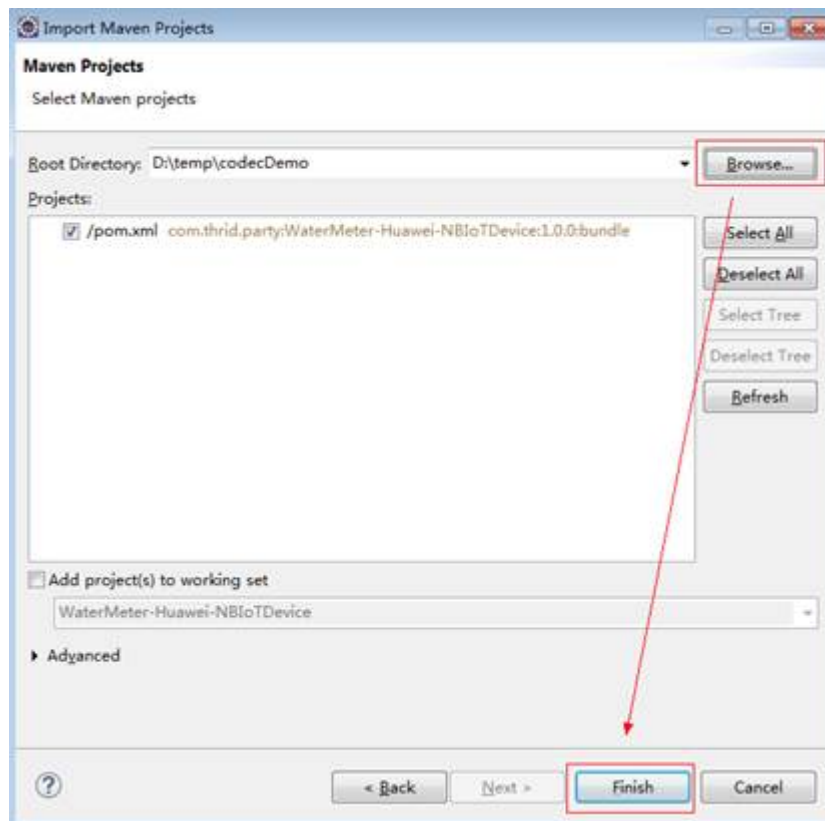 Import Maven Projects
Maven Projects
Select Maven projects
Root Directory: D:\temp\codecDemo Browse...
Projects:
/pom.xml com.thrid.party:WaterMeter-Huawei-NBIoTDevice:1.0.0:bundle
Select All
Deselect All
Select Tree
Deselect Tree
Refresh
Add project(s) to working set
WaterMeter-Huawei-NBIoTDevice
Advanced
? < Back Next > Finish Cancel